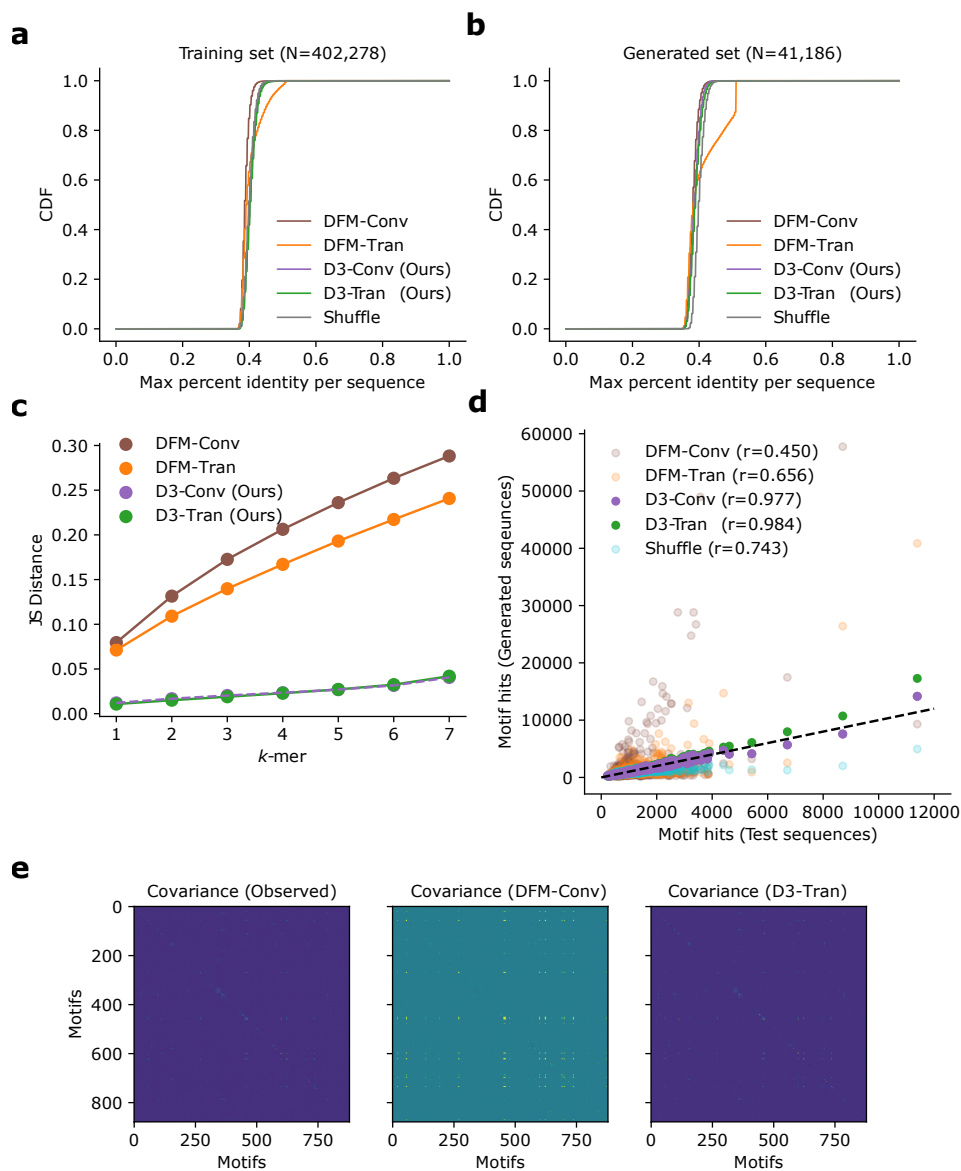 a
Training set (N=402,278)
1.0
0.8
0.6
0.4
0.2
0.0
CDF
DFM-Conv
DFM-Tran
D3-Conv (Ours)
D3-Tran (Ours)
Shuffle
0.0 0.2 0.4 0.6 0.8 1.0
Max percent identity per sequence
b
Generated set (N=41,186)
1.0
0.8
0.6
0.4
0.2
0.0
CDF
DFM-Conv
DFM-Tran
D3-Conv (Ours)
D3-Tran (Ours)
Shuffle
0.0 0.2 0.4 0.6 0.8 1.0
Max percent identity per sequence
c
0.30
0.25
0.20
0.15
0.10
0.05
0.00
JS Distance
DFM-Conv
DFM-Tran
D3-Conv (Ours)
D3-Tran (Ours)
1 2 3 4 5 6 7
k-mer
d
60000
50000
40000
30000
20000
10000
0
Motif hits (Generated seqeunces)
DFM-Conv (r=0.450)
DFM-Tran (r=0.656)
D3-Conv (r=0.977)
D3-Tran (r=0.984)
Shuffle (r=0.743)
0 2000 4000 6000 8000 10000 12000
Motif hits (Test sequences)
e
Covariance (Observed)
0
200
400
600
800
Motifs
0 250 500 750
Motifs
Covariance (DFM-Conv)
0 250 500 750
Motifs
Covariance (D3-Tran)
0 250 500 750
Motifs